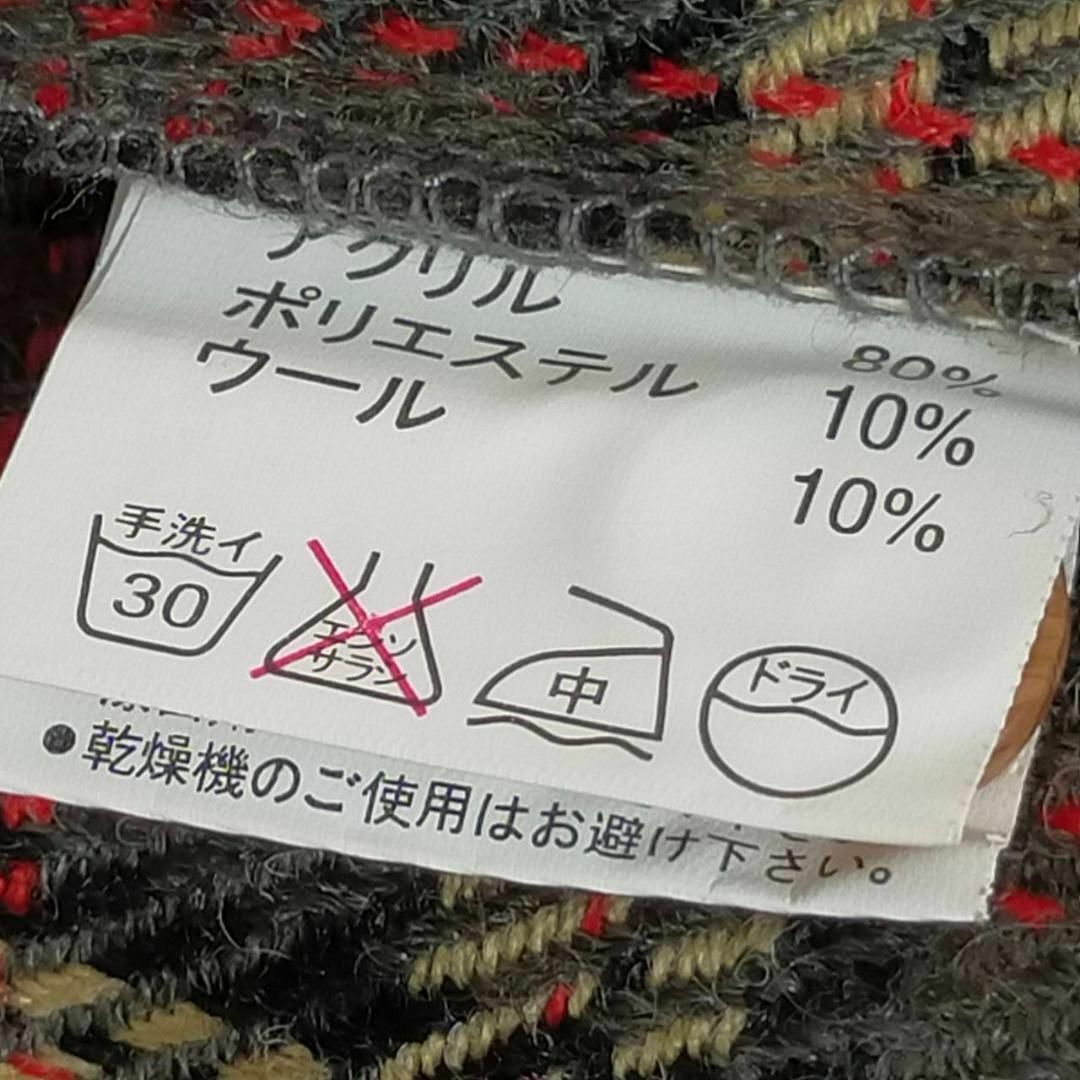 アクリル 80%
ポリエステル 10%
ウール 10%
手洗イ
30
エンソ
サラシ
中
ドライ
●乾燥機のご使用はお避け下さい。